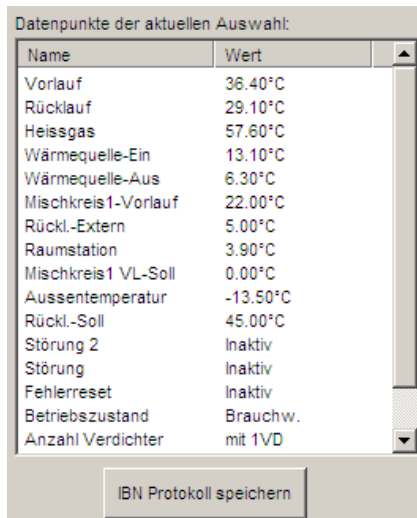 Datenpunkte der aktuellen Auswahl:
Name Wert
Vorlauf 36.40°C
Rücklauf 29.10°C
Heissgas 57.60°C
Wärmequelle-Ein 13.10°C
Wärmequelle-Aus 6.30°C
Mischkreis1-Vorlauf 22.00°C
Rückl.-Extern 5.00°C
Raumstation 3.90°C
Mischkreis1 VL-Soll 0.00°C
Aussentemperatur -13.50°C
Rückl.-Soll 45.00°C
Störung 2 Inaktiv
Störung Inaktiv
Fehlerreset Inaktiv
Betriebszustand Brauchw.
Anzahl Verdichter mit 1VD
IBN Protokoll speichern